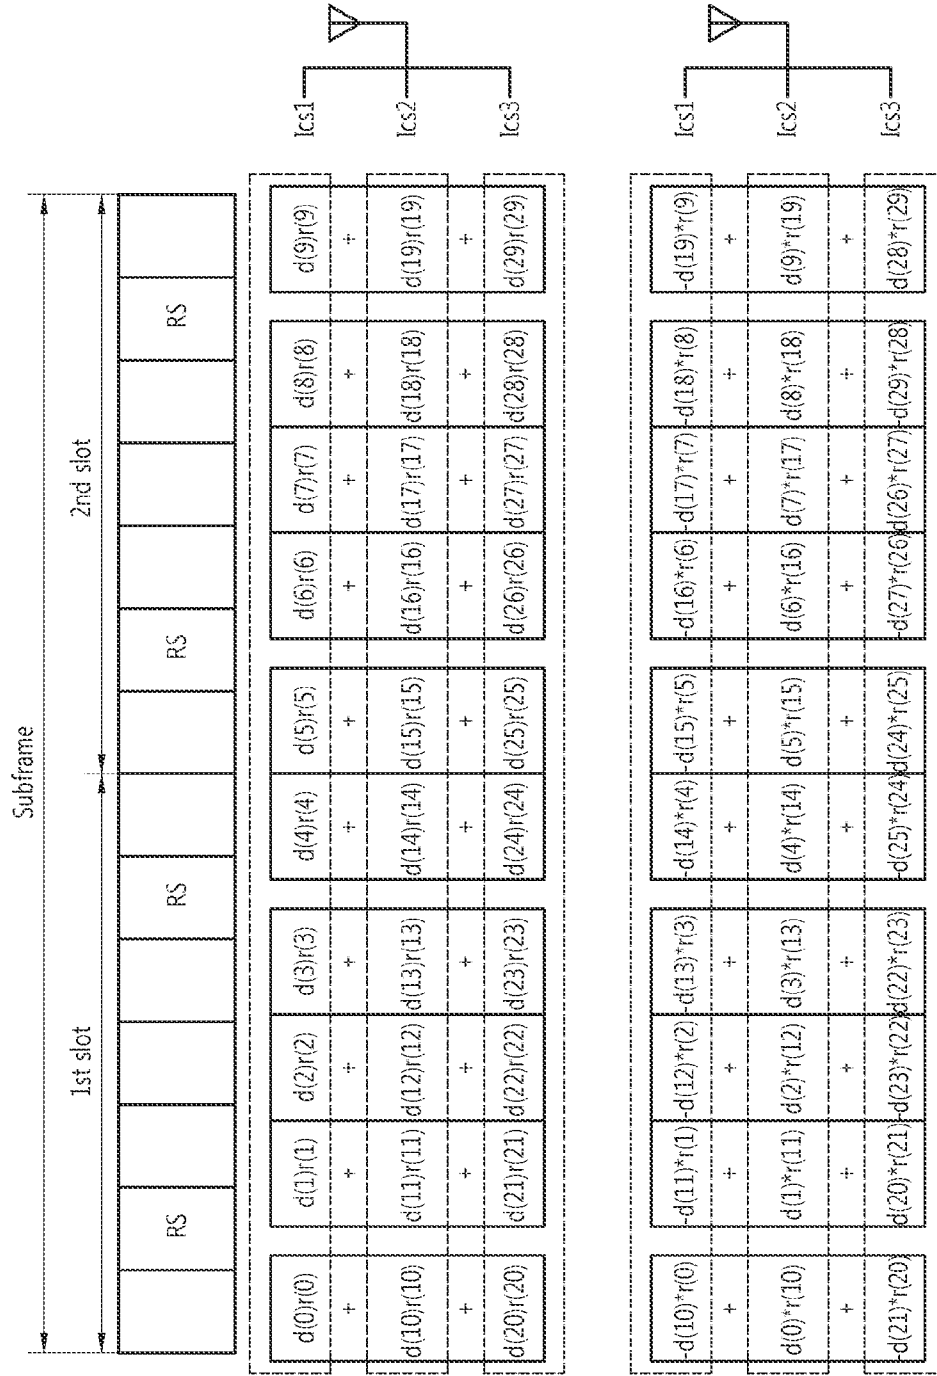 Subframe
1st slot 2nd slot
RS RS RS RS
d(0)r(0) d(1)r(1) d(2)r(2) d(3)r(3) d(4)r(4) d(5)r(5) d(6)r(6) d(7)r(7) d(8)r(8) d(9)r(9) Ics1
+ + + + + + + + + +
d(10)r(10) d(11)r(11) d(12)r(12) d(13)r(13) d(14)r(14) d(15)r(15) d(16)r(16) d(17)r(17) d(18)r(18) d(19)r(19) Ics2
+ + + + + + + + + +
d(20)r(20) d(21)r(21) d(22)r(22) d(23)r(23) d(24)r(24) d(25)r(25) d(26)r(26) d(27)r(27) d(28)r(28) d(29)r(29) Ics3
-d(10)*r(0) -d(11)*r(1) -d(12)*r(2) -d(13)*r(3) -d(14)*r(4) -d(15)*r(5) -d(16)*r(6) -d(17)*r(7) -d(18)*r(8) -d(19)*r(9) Ics1
+ + + + + + + + + +
d(0)*r(10) d(1)*r(11) d(2)*r(12) d(3)*r(13) d(4)*r(14) d(5)*r(15) d(6)*r(16) d(7)*r(17) d(8)*r(18) d(9)*r(19) Ics2
+ + + + + + + + + +
-d(21)*r(20) d(20)*r(21) -d(23)*r(22) d(22)*r(23) -d(25)*r(24) d(24)*r(25) -d(27)*r(26) d(26)*r(27) -d(29)*r(28) d(28)*r(29) Ics3